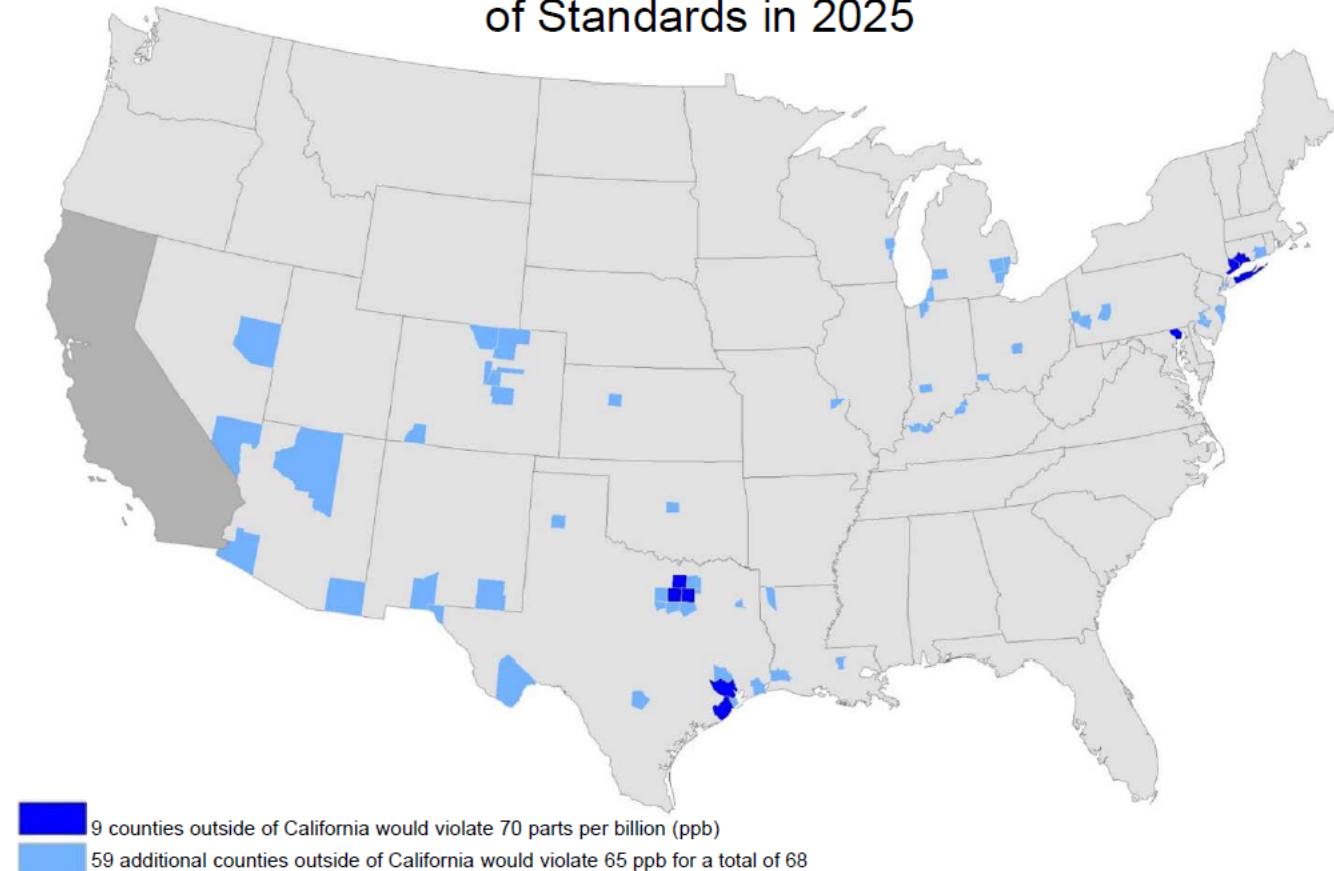 of Standards in 2025
9 counties outside of California would violate 70 parts per billion (ppb)
59 additional counties outside of California would violate 65 ppb for a total of 68